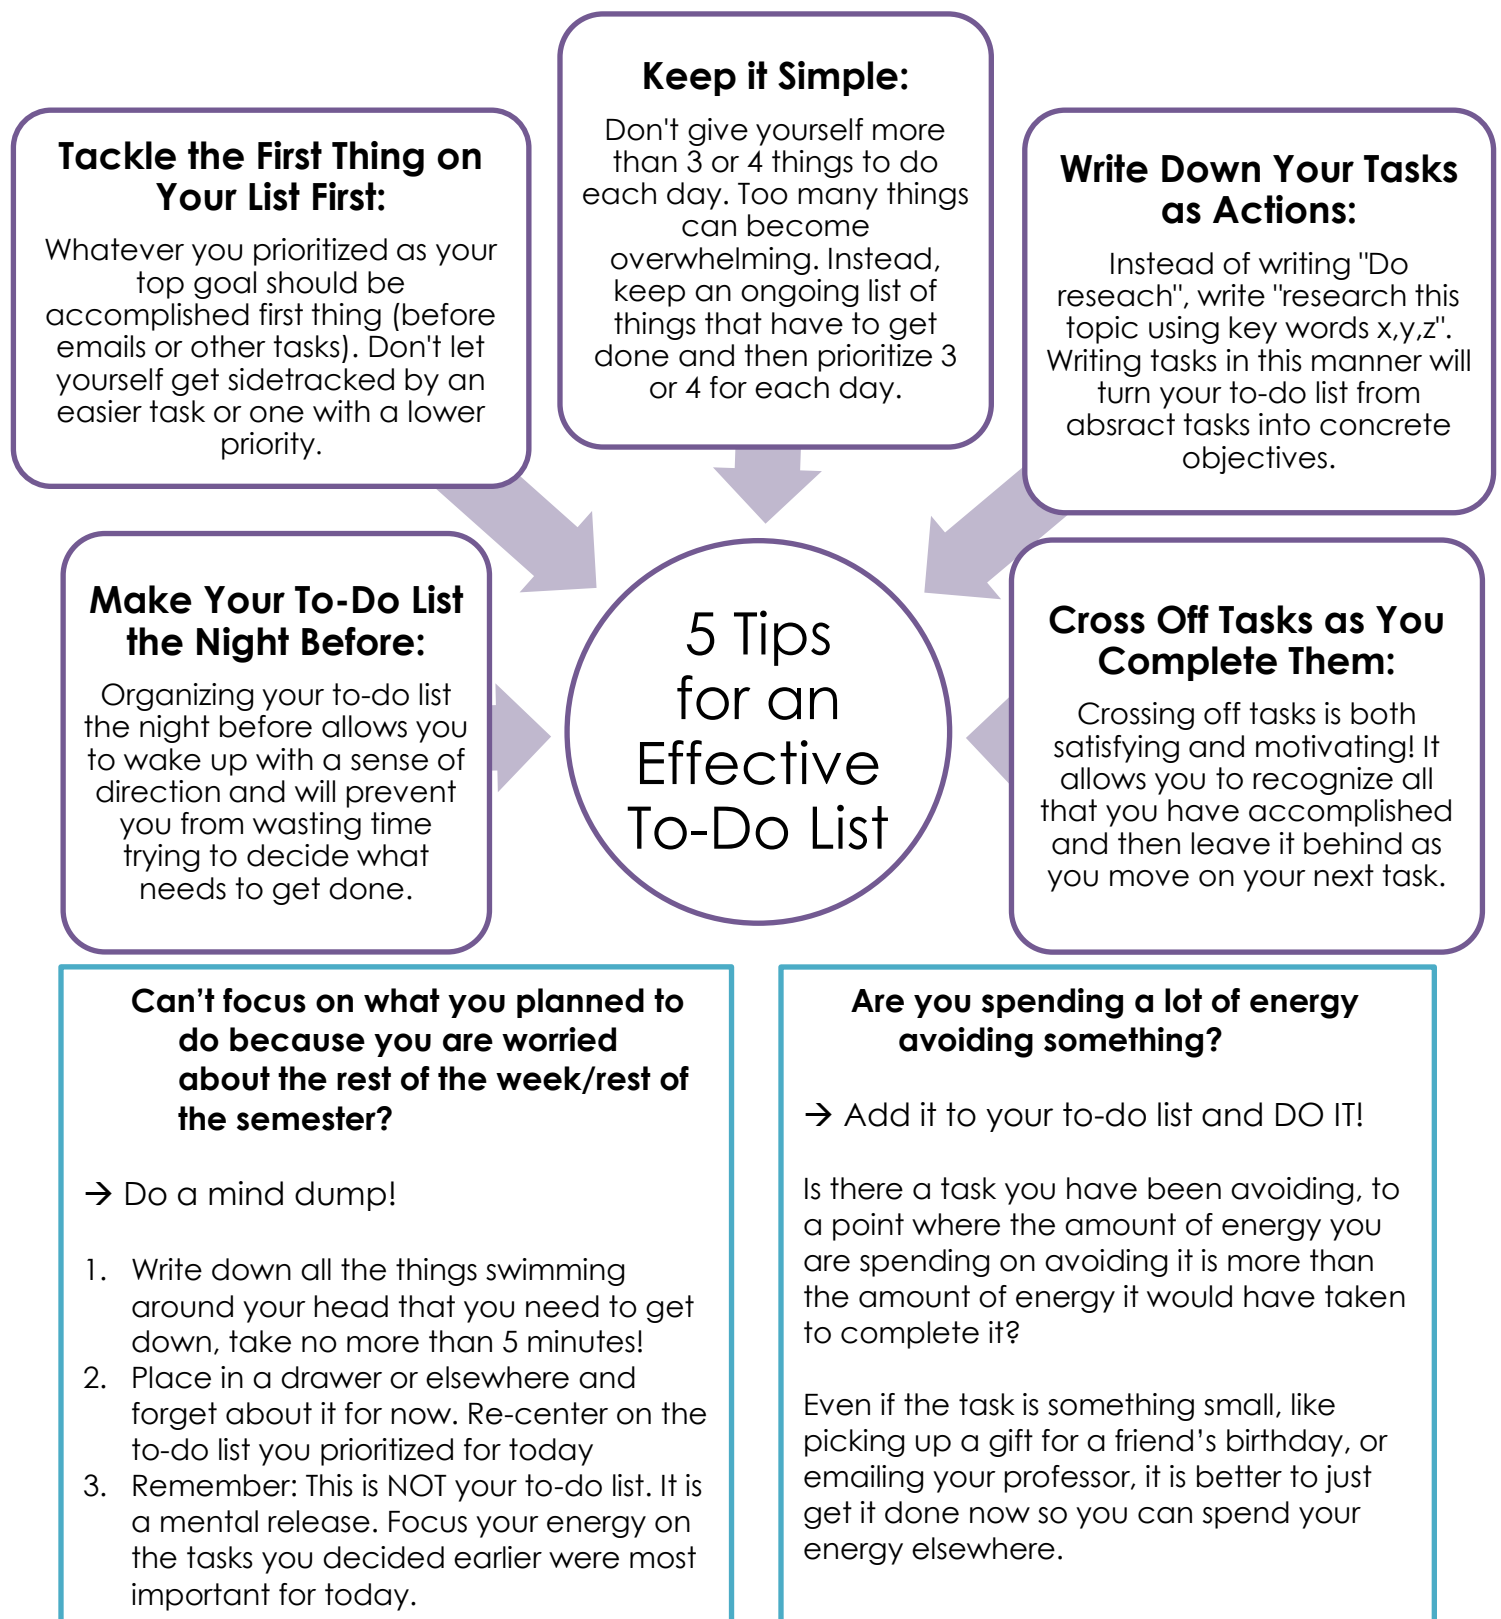 Keep it Simple:
Don't give yourself more
than 3 or 4 things to do
each day. Too many things
can become
overwhelming. Instead,
keep an ongoing list of
things that have to get
done and then prioritize 3
or 4 for each day.
Tackle the First Thing on
Your List First:
Whatever you prioritized as your
top goal should be
accomplished first thing (before
emails or other tasks). Don't let
yourself get sidetracked by an
easier task or one with a lower
priority.
Write Down Your Tasks
as Actions:
Instead of writing "Do
reseach", write "research this
topic using key words x,y,z".
Writing tasks in this manner will
turn your to-do list from
absract tasks into concrete
objectives.
Make Your To-Do List
the Night Before:
Organizing your to-do list
the night before allows you
to wake up with a sense of
direction and will prevent
you from wasting time
trying to decide what
needs to get done.
5 Tips
for an
Effective
To-Do List
Cross Off Tasks as You
Complete Them:
Crossing off tasks is both
satisfying and motivating! It
allows you to recognize all
that you have accomplished
and then leave it behind as
you move on your next task.
Can't focus on what you planned to
do because you are worried
about the rest of the week/rest of
the semester?
→ Do a mind dump!
1. Write down all the things swimming
around your head that you need to get
down, take no more than 5 minutes!
2. Place in a drawer or elsewhere and
forget about it for now. Re-center on the
to-do list you prioritized for today
3. Remember: This is NOT your to-do list. It is
a mental release. Focus your energy on
the tasks you decided earlier were most
important for today.
Are you spending a lot of energy
avoiding something?
→ Add it to your to-do list and DO IT!
Is there a task you have been avoiding, to
a point where the amount of energy you
are spending on avoiding it is more than
the amount of energy it would have taken
to complete it?
Even if the task is something small, like
picking up a gift for a friend's birthday, or
emailing your professor, it is better to just
get it done now so you can spend your
energy elsewhere.